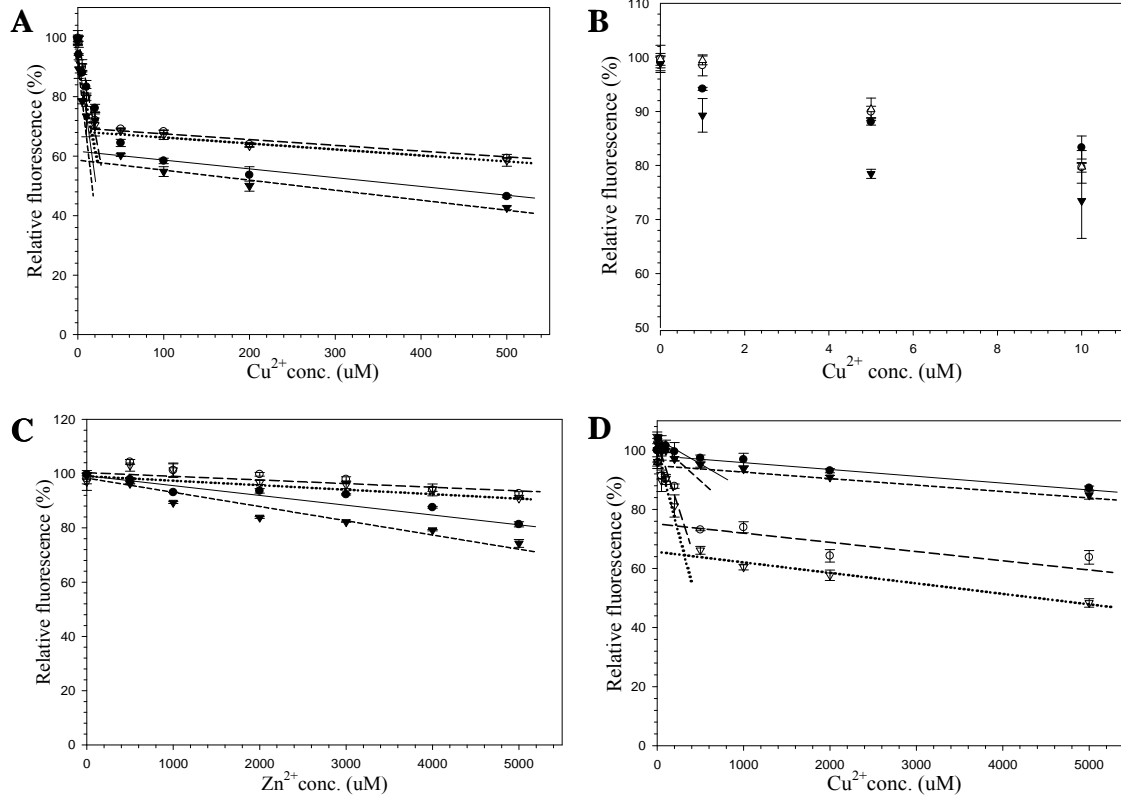 A
Relative fluorescence (%)
100
80
60
40
20
0
0 100 200 300 400 500
Cu2+ conc. (uM)
B
Relative fluorescence (%)
110
100
90
80
70
60
50
0 2 4 6 8 10
Cu2+ conc. (uM)
C
Relative fluorescence (%)
120
100
80
60
40
20
0
0 1000 2000 3000 4000 5000
Zn2+ conc. (uM)
D
Relative fluorescence (%)
100
80
60
40
20
0
0 1000 2000 3000 4000 5000
Cu2+ conc. (uM)